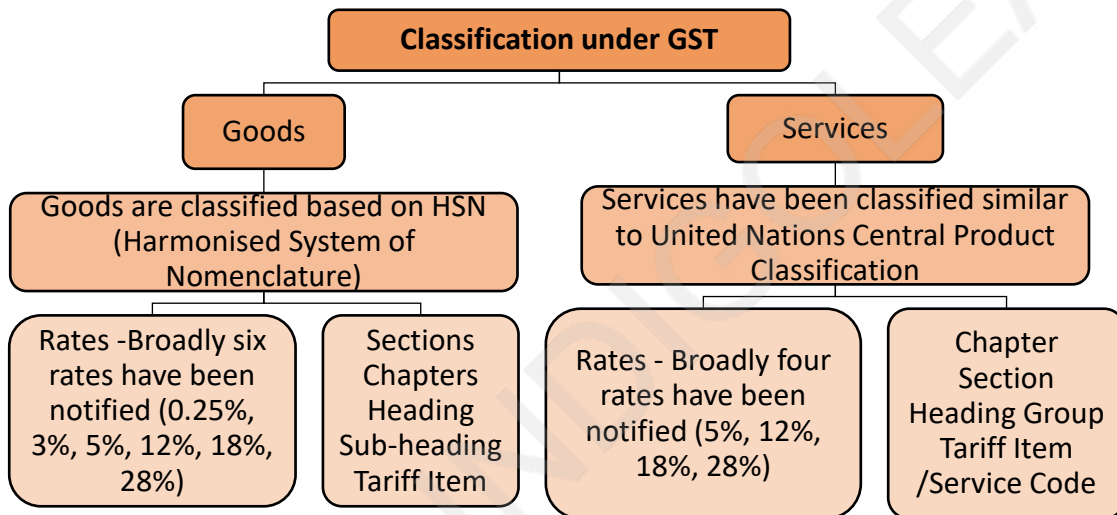 Classification under GST
Goods
Services
Goods are classified based on HSN
(Harmonised System of
Nomenclature)
Services have been classified similar
to United Nations Central Product
Classification
Rates -Broadly six
rates have been
notified (0.25%,
3%, 5%, 12%, 18%,
28%)
Sections
Chapters
Heading
Sub-heading
Tariff Item
Rates - Broadly four
rates have been
notified (5%, 12%,
18%, 28%)
Chapter
Section
Heading Group
Tariff Item
/Service Code